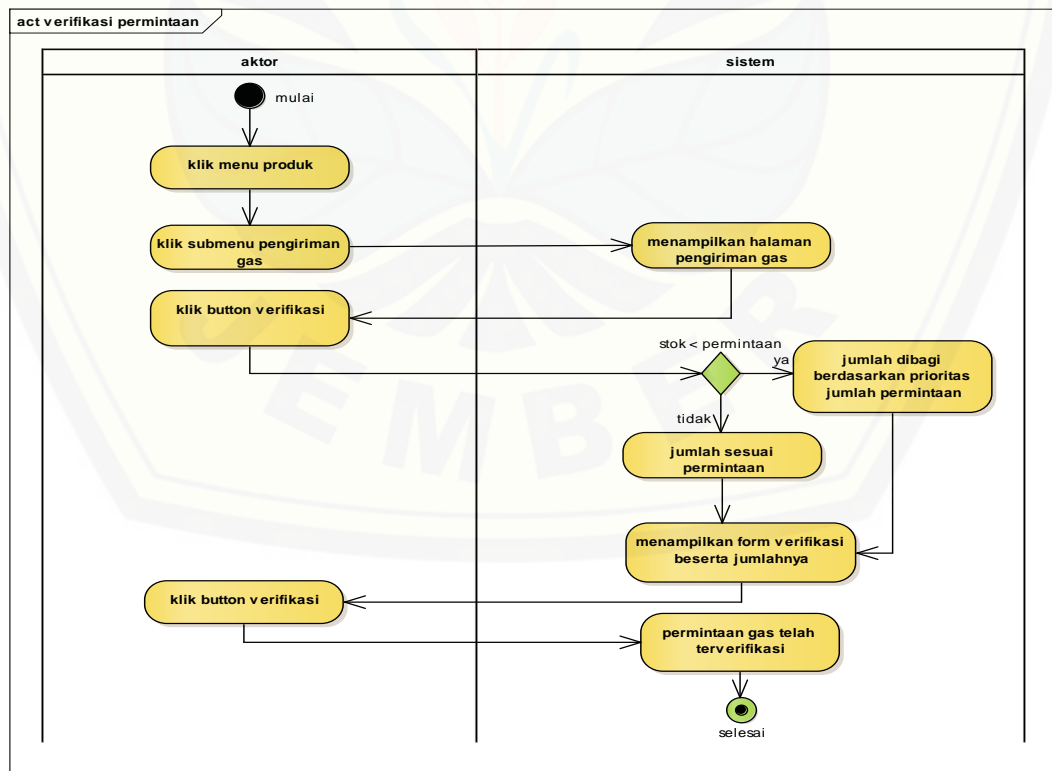 act verifikasi permintaan
aktor
sistem
mulai
klik menu produk
klik submenu pengiriman
gas
menampilkan halaman
pengiriman gas
klik button verifikasi
stok < permintaan
ya
jumlah dibagi
berdasarkan prioritas
jumlah permintaan
tidak
jumlah sesuai
permintaan
menampilkan form verifikasi
beserta jumlahnya
klik button verifikasi
permintaan gas telah
terverifikasi
selesai
JEMBER